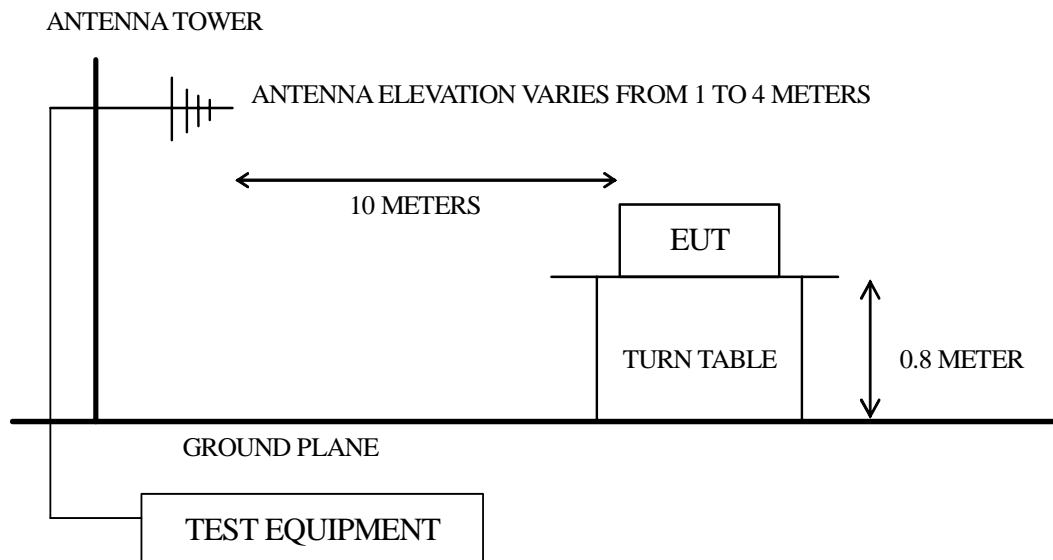 ANTENNA TOWER
ANTENNA ELEVATION VARIES FROM 1 TO 4 METERS
10 METERS
EUT
TURN TABLE
0.8 METER
GROUND PLANE
TEST EQUIPMENT